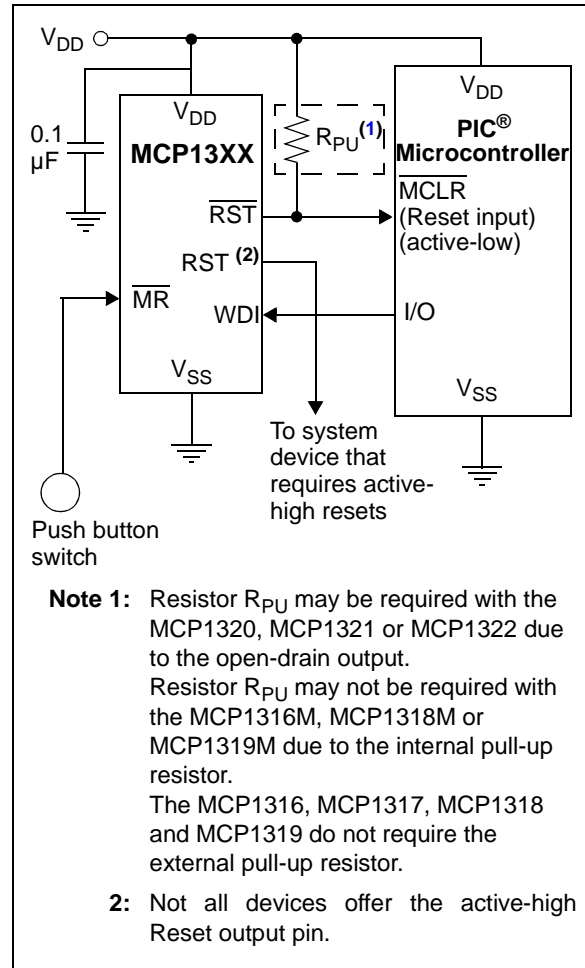 VDD
VDD
0.1
µF
MCP13XX
RPU(1)
VDD
PIC®
Microcontroller
RST
MCLR
(Reset input)
(active-low)
RST (2)
MR
WDI
I/O
VSS
VSS
To system
device that
requires active-
high resets
Push button
switch
Note 1: Resistor RPU may be required with the
MCP1320, MCP1321 or MCP1322 due
to the open-drain output.
Resistor RPU may not be required with
the MCP1316M, MCP1318M or
MCP1319M due to the internal pull-up
resistor.
The MCP1316, MCP1317, MCP1318
and MCP1319 do not require the
external pull-up resistor.
2: Not all devices offer the active-high
Reset output pin.